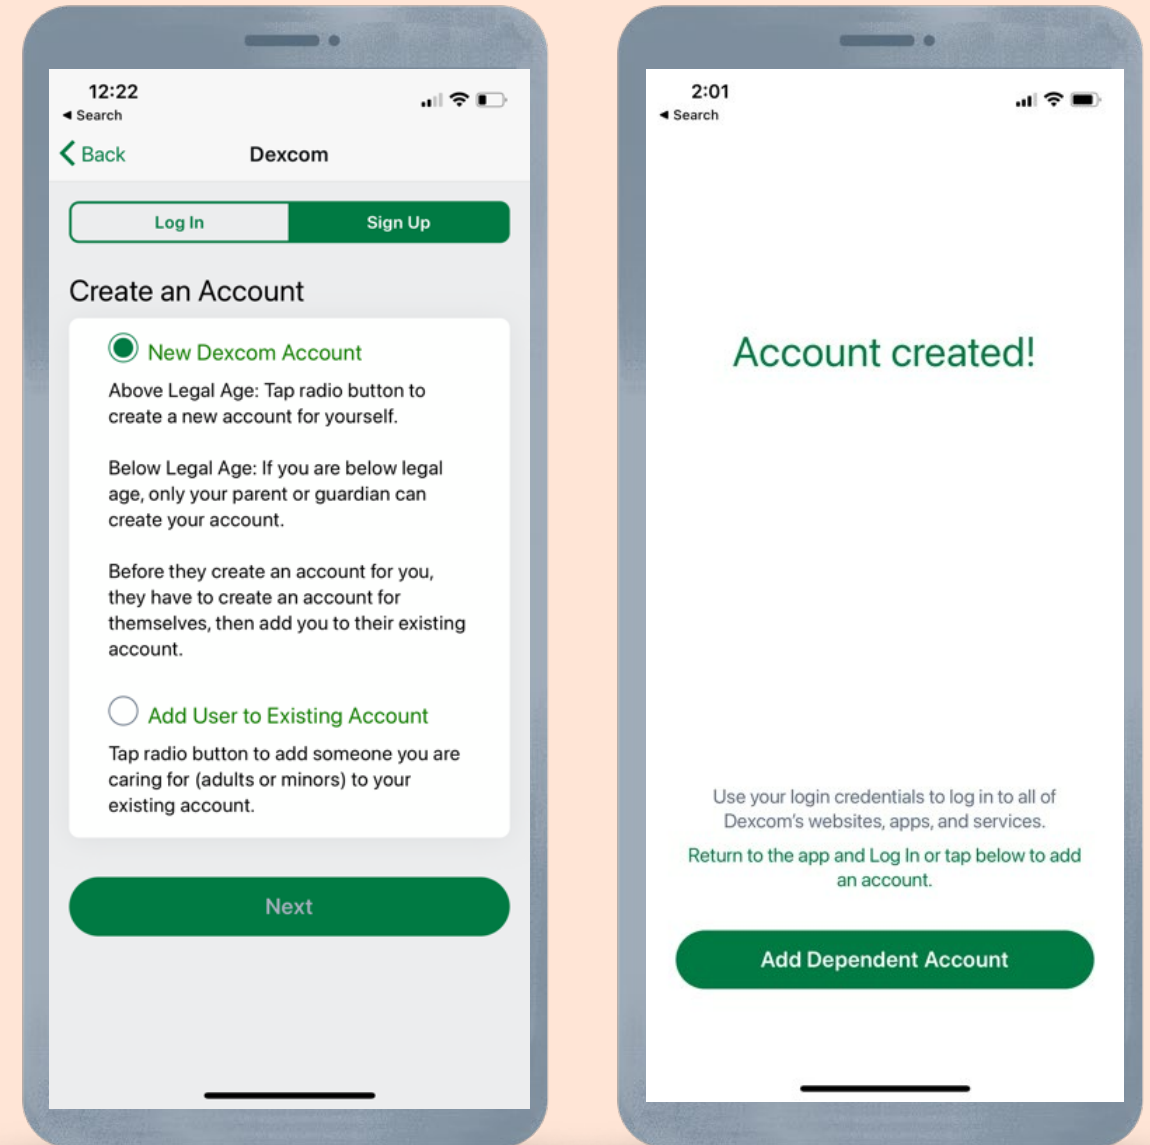 12:22
◀ Search
Back
Dexcom
Log In
Sign Up
Create an Account
New Dexcom Account
Above Legal Age: Tap radio button to
create a new account for yourself.
Below Legal Age: If you are below legal
age, only your parent or guardian can
create your account.
Before they create an account for you,
they have to create an account for
themselves, then add you to their existing
account.
Add User to Existing Account
Tap radio button to add someone you are
caring for (adults or minors) to your
existing account.
Next
2:01
◀ Search
Account created!
Use your login credentials to log in to all of
Dexcom's websites, apps, and services.
Return to the app and Log In or tap below to add
an account.
Add Dependent Account